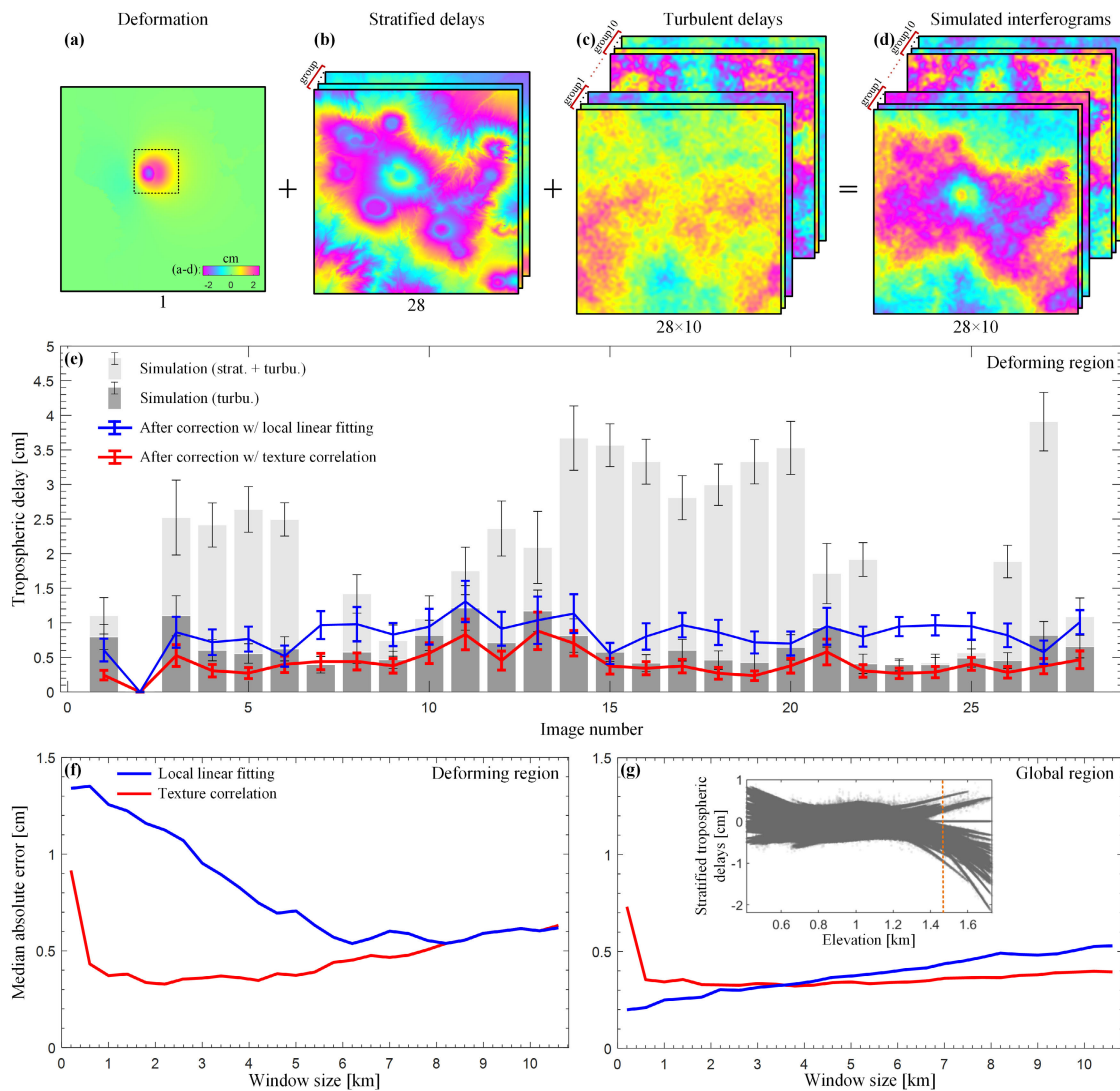 Deformation
Stratified delays
Turbulent delays
Simulated interferograms
(a)
(b)
(c)
(d)
group
group1
group10
group1
group10
+
+
=
cm
(a-d):
-2 0 2
1
28
28×10
28×10
(e)
Deforming region
Simulation (strat. + turbu.)
Simulation (turbu.)
After correction w/ local linear fitting
After correction w/ texture correlation
Tropospheric delay [cm]
5
4.5
4
3.5
3
2.5
2
1.5
1
0.5
0
0 5 10 15 20 25
Image number
(f)
Deforming region
Local linear fitting
Texture correlation
Median absolute error [cm]
1.5
1
0.5
0
0 1 2 3 4 5 6 7 8 9 10
Window size [km]
(g)
Global region
1.5
1
0.5
0
Stratified tropospheric
delays [cm]
1
0
-1
-2
0.6 0.8 1 1.2 1.4 1.6
Elevation [km]
0 1 2 3 4 5 6 7 8 9 10
Window size [km]